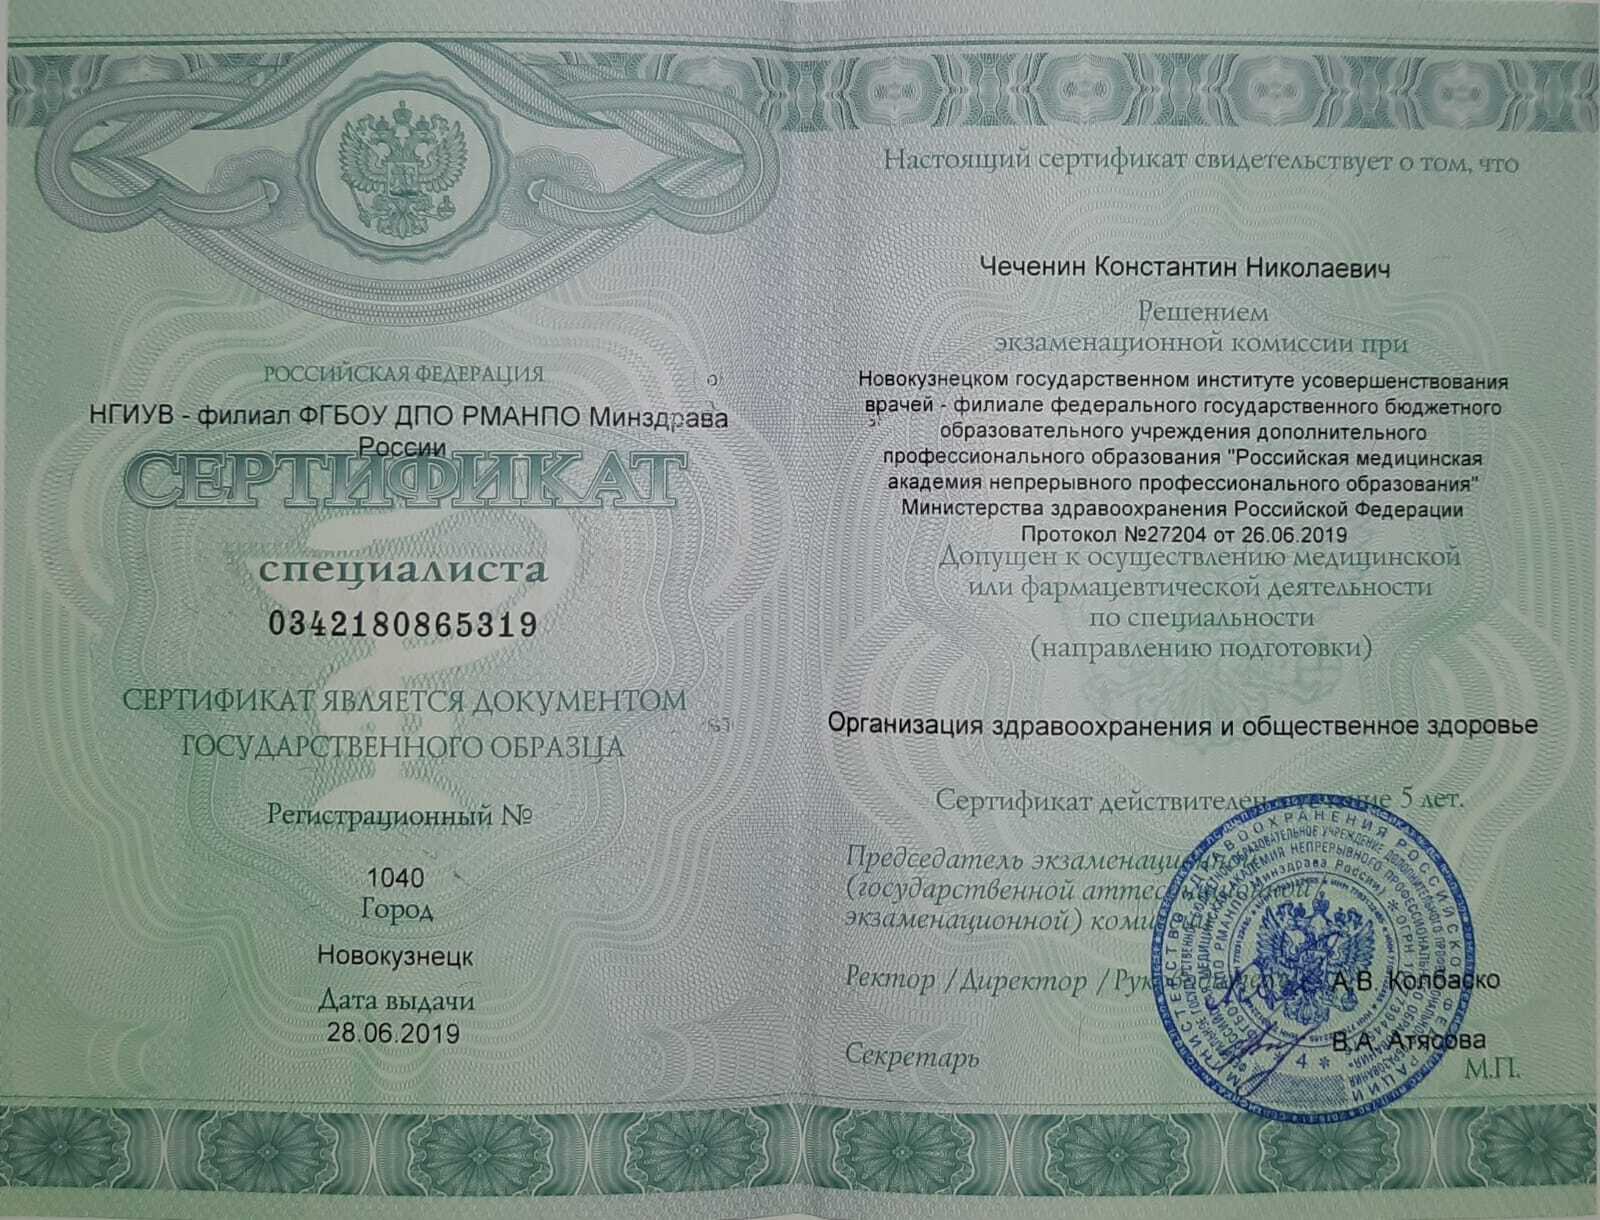 РОССИЙСКАЯ ФЕДЕРАЦИЯ
НГИУВ - филиал ФГБОУ ДПО РМАНПО Минздрава
России
СЕРТИФИКАТ
специалиста
0342180865319
СЕРТИФИКАТ ЯВЛЯЕТСЯ ДОКУМЕНТОМ
ГОСУДАРСТВЕННОГО ОБРАЗЦА
Регистрационный №
1040
Город
Новокузнецк
Дата выдачи
28.06.2019
Настоящий сертификат свидетельствует о том, что
Чеченин Константин Николаевич
Решением
экзаменационной комиссии при
Новокузнецком государственном институте усовершенствования
врачей - филиале федерального государственного бюджетного
образовательного учреждения дополнительного
профессионального образования "Российская медицинская
академия непрерывного профессионального образования"
Министерства здравоохранения Российской Федерации
Протокол №27204 от 26.06.2019
Допущен к осуществлению медицинской
или фармацевтической деятельности
по специальности
(направлению подготовки)
Организация здравоохранения и общественное здоровье
Сертификат действителен в течение 5 лет.
Председатель экзаменационной
(государственной аттестационной /
экзаменационной) комиссии
Ректор / Директор / Руководитель
А.В. Колбаско
Секретарь
В.А. Атясова
М.П.